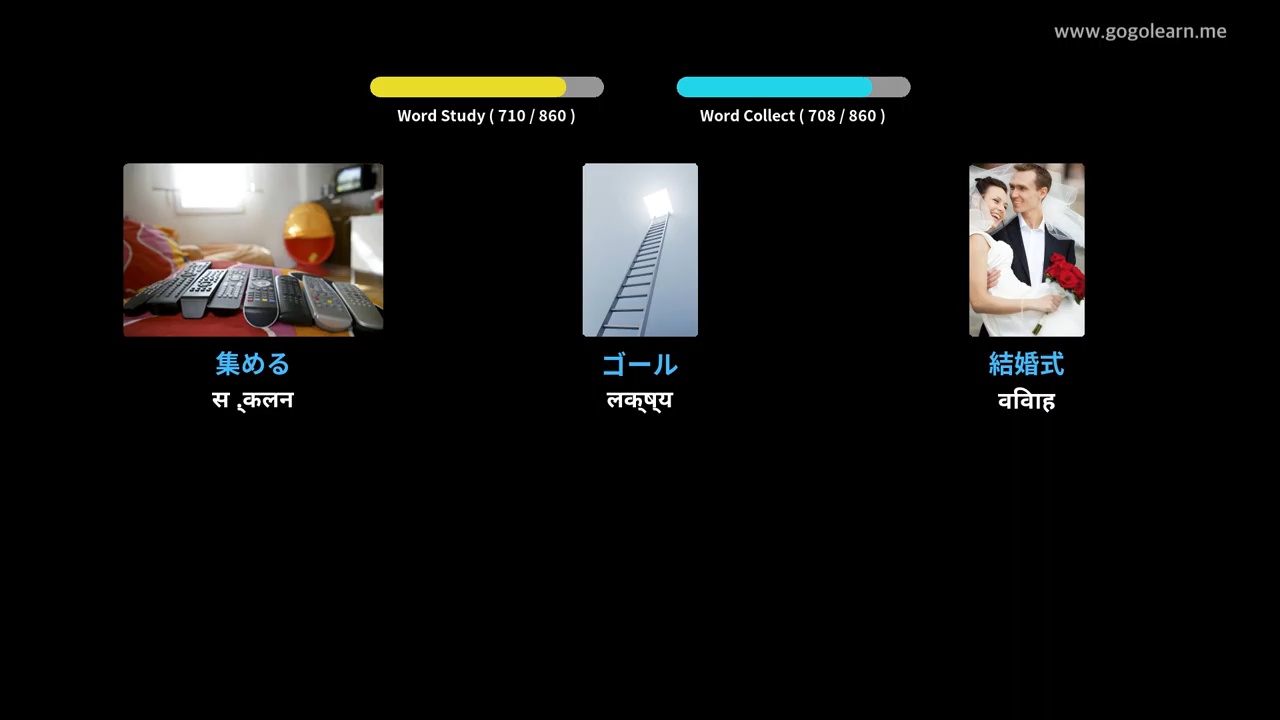 www.gogolearn.me
Word Study ( 710 / 860 )
Word Collect ( 708 / 860 )
集める
ゴール
結婚式
स ्.कलन
लक्ष्य
वविाह